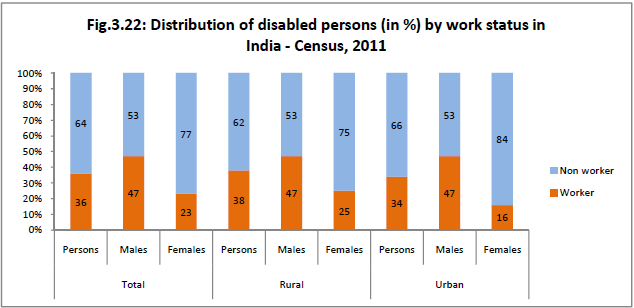 Fig.3.22: Distribution of disabled persons (in %) by work status in
India - Census, 2011
100%
90%
80%
70%
60%
50%
40%
30%
20%
10%
0%
64 53 77 62 53 75 66 53 84
36 47 23 38 47 25 34 47 16
Non worker
Worker
Persons Males Females Persons Males Females Persons Males Females
Total Rural Urban